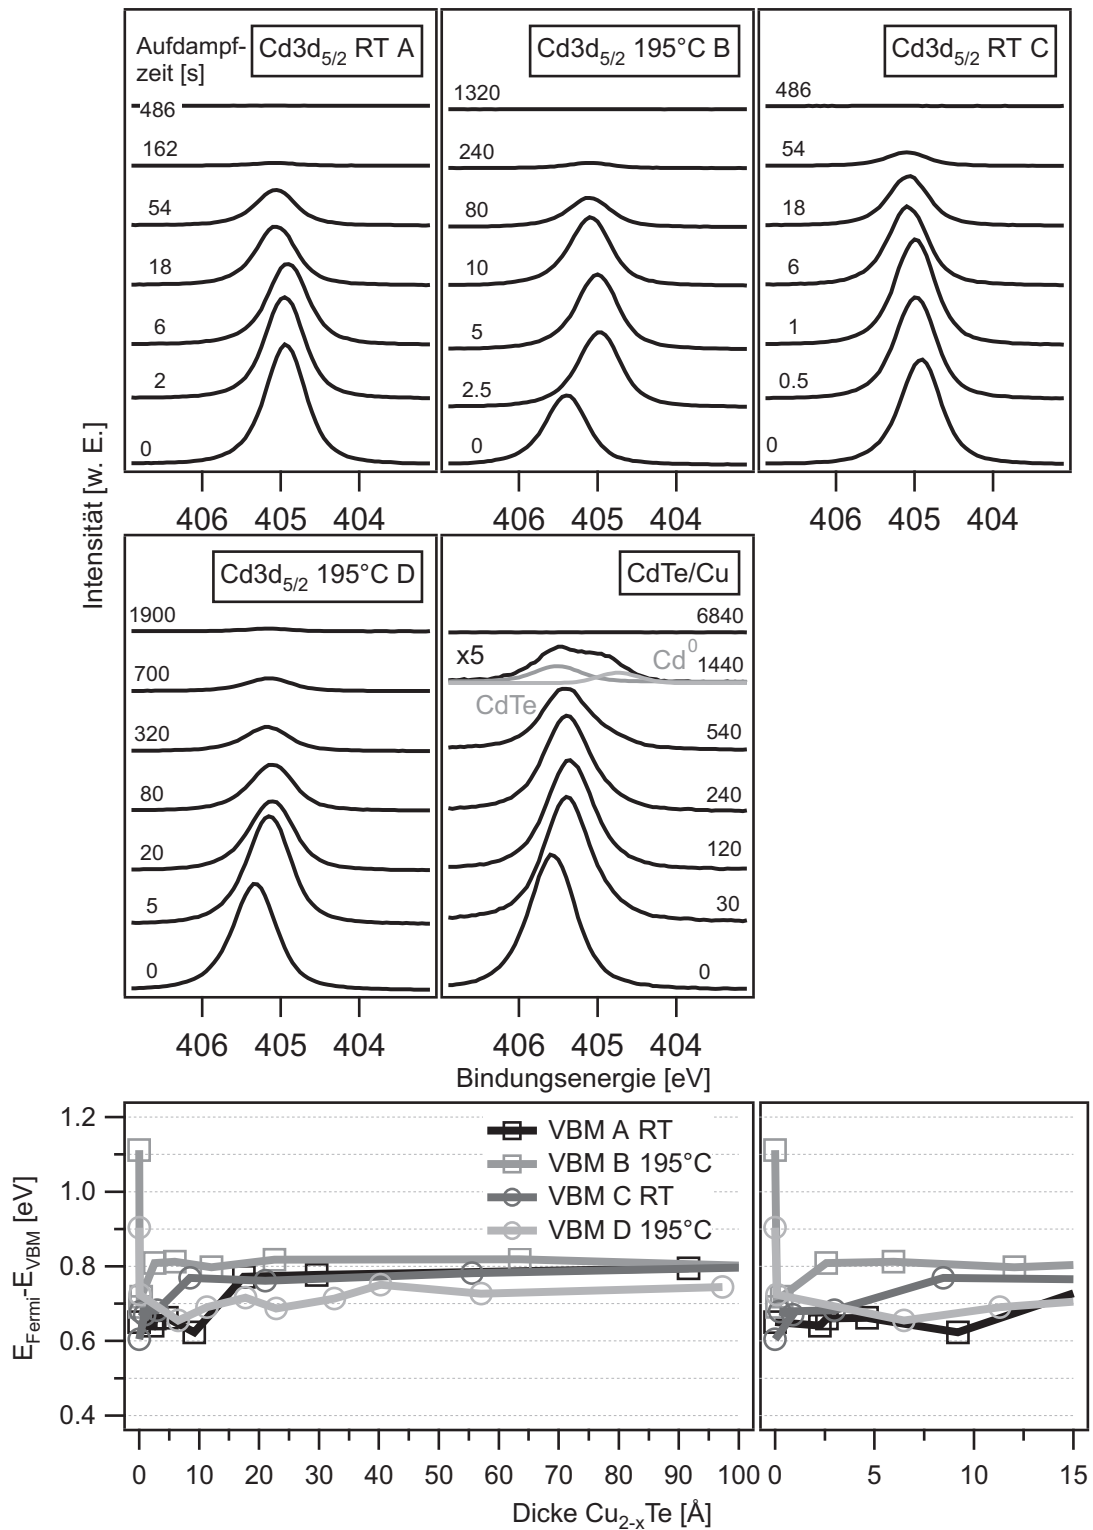 Aufdampf-
zeit [s]
Cd3d5/2 RT A
486
162
54
18
6
2
0
Cd3d5/2 195°C B
1320
240
80
10
5
2.5
0
Cd3d5/2 RT C
486
54
18
6
1
0.5
0
406 405 404
406 405 404
406 405 404
Intensität [w. E.]
Cd3d5/2 195°C D
1900
700
320
80
20
5
0
CdTe/Cu
6840
x5
Cd0
1440
CdTe
540
240
120
30
0
406 405 404
406 405 404
Bindungsenergie [eV]
EFermi-EVBM [eV]
1.2
1.0
0.8
0.6
0.4
VBM A RT
VBM B 195°C
VBM C RT
VBM D 195°C
0 10 20 30 40 50 60 70 80 90 100
0 5 10 15
Dicke Cu2-xTe [Å]